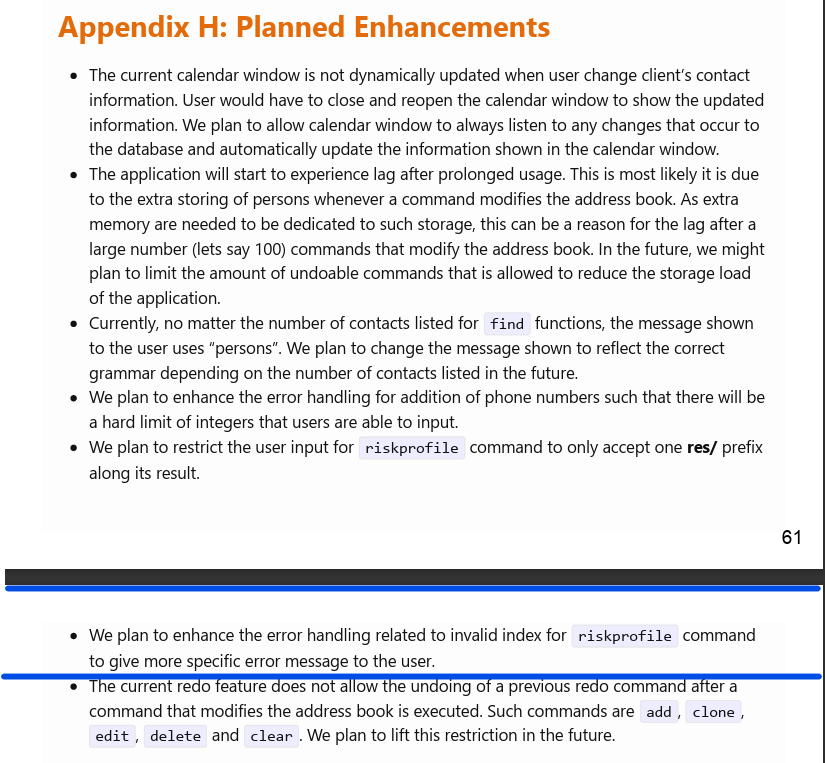 Appendix H: Planned Enhancements
• The current calendar window is not dynamically updated when user change client's contact
information. User would have to close and reopen the calendar window to show the updated
information. We plan to allow calendar window to always listen to any changes that occur to
the database and automatically update the information shown in the calendar window.
• The application will start to experience lag after prolonged usage. This is most likely it is due
to the extra storing of persons whenever a command modifies the address book. As extra
memory are needed to be dedicated to such storage, this can be a reason for the lag after a
large number (lets say 100) commands that modify the address book. In the future, we might
plan to limit the amount of undoable commands that is allowed to reduce the storage load
of the application.
• Currently, no matter the number of contacts listed for find functions, the message shown
to the user uses “persons”. We plan to change the message shown to reflect the correct
grammar depending on the number of contacts listed in the future.
• We plan to enhance the error handling for addition of phone numbers such that there will be
a hard limit of integers that users are able to input.
• We plan to restrict the user input for riskprofile command to only accept one res/ prefix
along its result.
61
• We plan to enhance the error handling related to invalid index for riskprofile command
to give more specific error message to the user.
• The current redo feature does not allow the undoing of a previous redo command after a
command that modifies the address book is executed. Such commands are add, clone,
edit, delete and clear. We plan to lift this restriction in the future.